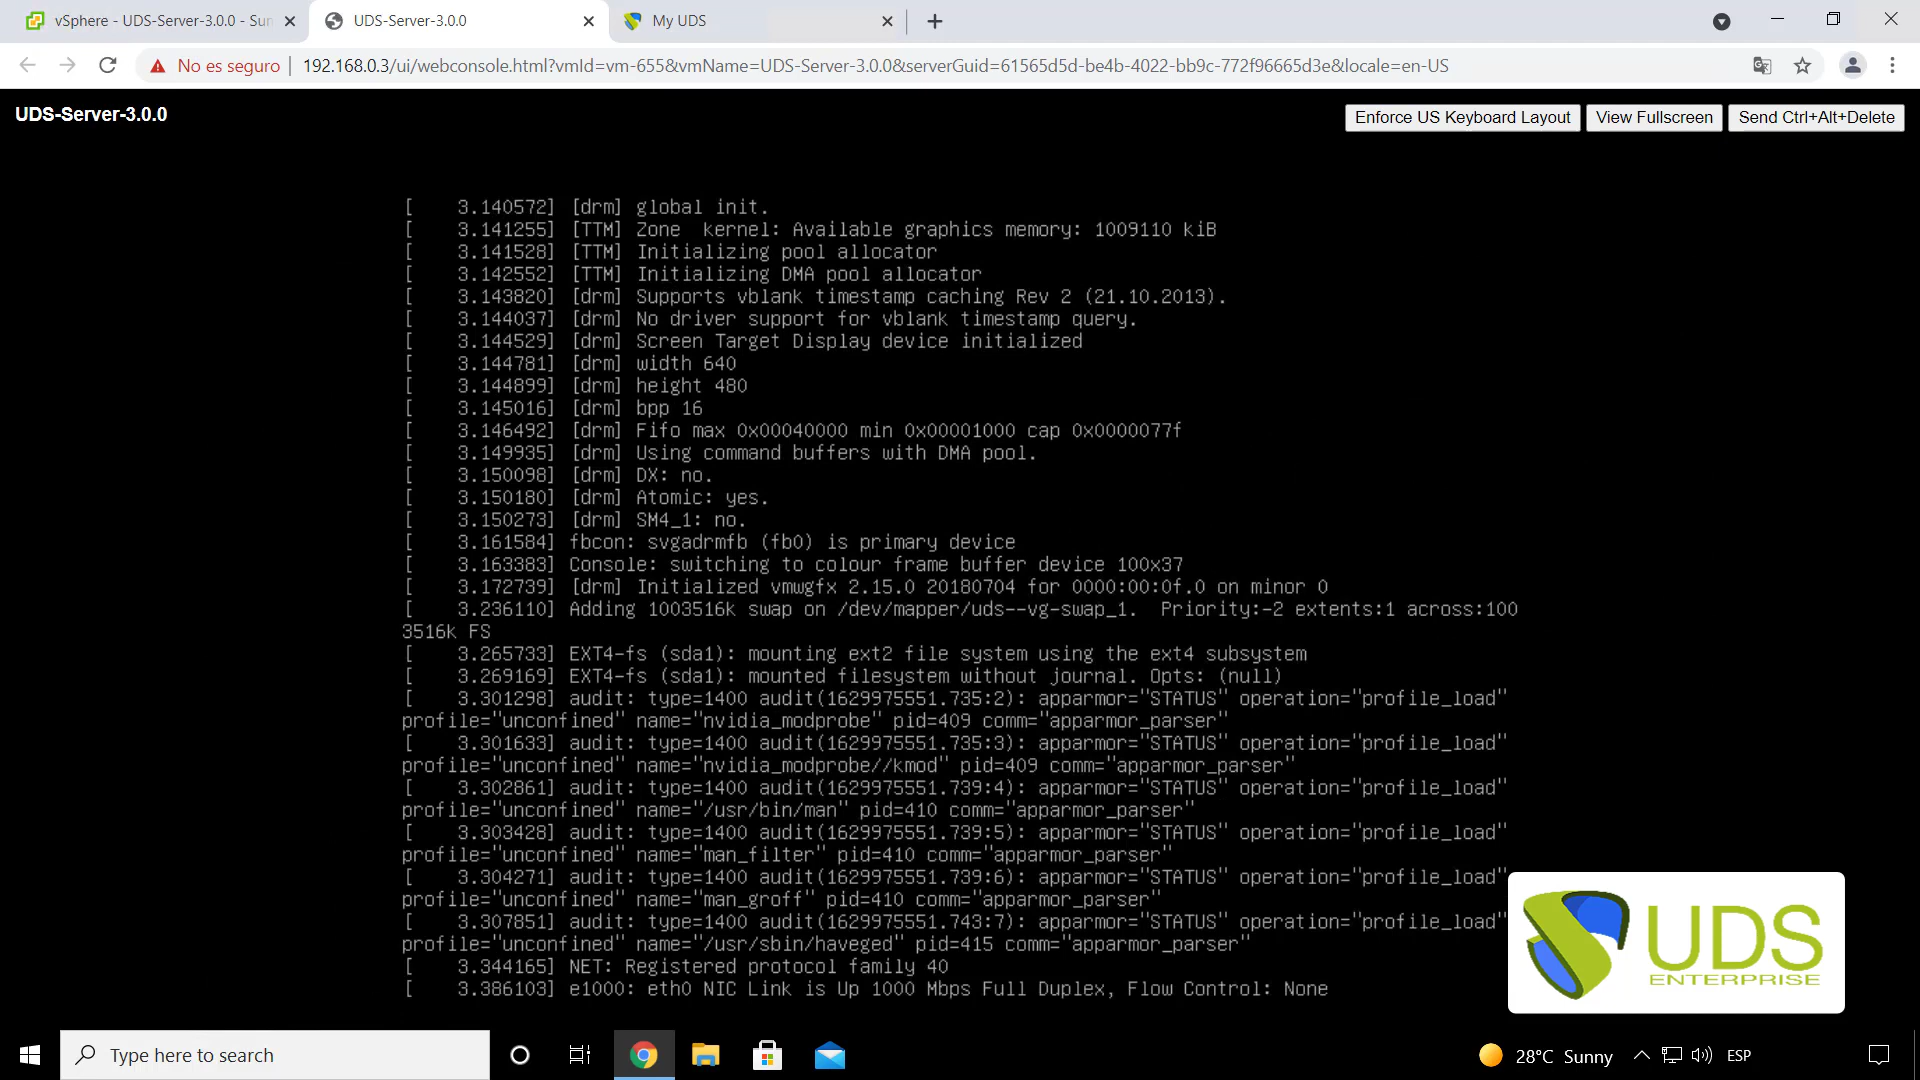 vSphere - UDS-Server-3.0.0 - Sum
UDS-Server-3.0.0
My UDS
No es seguro
192.168.0.3/ui/webconsole.html?vmId=vm-655&vmName=UDS-Server-3.0.0&serverGuid=61565d5d-be4b-4022-bb9c-772f96665d3e&locale=en-US
UDS-Server-3.0.0
Enforce US Keyboard Layout
View Fullscreen
Send Ctrl+Alt+Delete
[    3.140572] [drm] global init.
[    3.141255] [TTM] Zone  kernel: Available graphics memory: 1009110 kiB
[    3.141528] [TTM] Initializing pool allocator
[    3.142552] [TTM] Initializing DMA pool allocator
[    3.143820] [drm] Supports vblank timestamp caching Rev 2 (21.10.2013).
[    3.144037] [drm] No driver support for vblank timestamp query.
[    3.144529] [drm] Screen Target Display device initialized
[    3.144781] [drm] width 640
[    3.144899] [drm] height 480
[    3.145016] [drm] bpp 16
[    3.146492] [drm] Fifo max 0x00040000 min 0x00001000 cap 0x0000077f
[    3.149935] [drm] Using command buffers with DMA pool.
[    3.150098] [drm] DX: no.
[    3.150180] [drm] Atomic: yes.
[    3.150273] [drm] SM4_1: no.
[    3.161584] fbcon: svgadrmfb (fb0) is primary device
[    3.163383] Console: switching to colour frame buffer device 100x37
[    3.172739] [drm] Initialized vmwgfx 2.15.0 20180704 for 0000:00:0f.0 on minor 0
[    3.236110] Adding 1003516k swap on /dev/mapper/uds--vg-swap_1.  Priority:-2 extents:1 across:100
3516k FS
[    3.265733] EXT4-fs (sda1): mounting ext2 file system using the ext4 subsystem
[    3.269169] EXT4-fs (sda1): mounted filesystem without journal. Opts: (null)
[    3.301298] audit: type=1400 audit(1629975551.735:2): apparmor="STATUS" operation="profile_load"
profile="unconfined" name="nvidia_modprobe" pid=409 comm="apparmor_parser"
[    3.301633] audit: type=1400 audit(1629975551.735:3): apparmor="STATUS" operation="profile_load"
profile="unconfined" name="nvidia_modprobe//kmod" pid=409 comm="apparmor_parser"
[    3.302861] audit: type=1400 audit(1629975551.739:4): apparmor="STATUS" operation="profile_load"
profile="unconfined" name="/usr/bin/man" pid=410 comm="apparmor_parser"
[    3.303428] audit: type=1400 audit(1629975551.739:5): apparmor="STATUS" operation="profile_load"
profile="unconfined" name="man_filter" pid=410 comm="apparmor_parser"
[    3.304271] audit: type=1400 audit(1629975551.739:6): apparmor="STATUS" operation="profile_load"
profile="unconfined" name="man_groff" pid=410 comm="apparmor_parser"
[    3.307851] audit: type=1400 audit(1629975551.743:7): apparmor="STATUS" operation="profile_load"
profile="unconfined" name="/usr/sbin/haveged" pid=415 comm="apparmor_parser"
[    3.344165] NET: Registered protocol family 40
[    3.386103] e1000: eth0 NIC Link is Up 1000 Mbps Full Duplex, Flow Control: None
UDS
ENTERPRISE
Type here to search
28°C Sunny
ESP